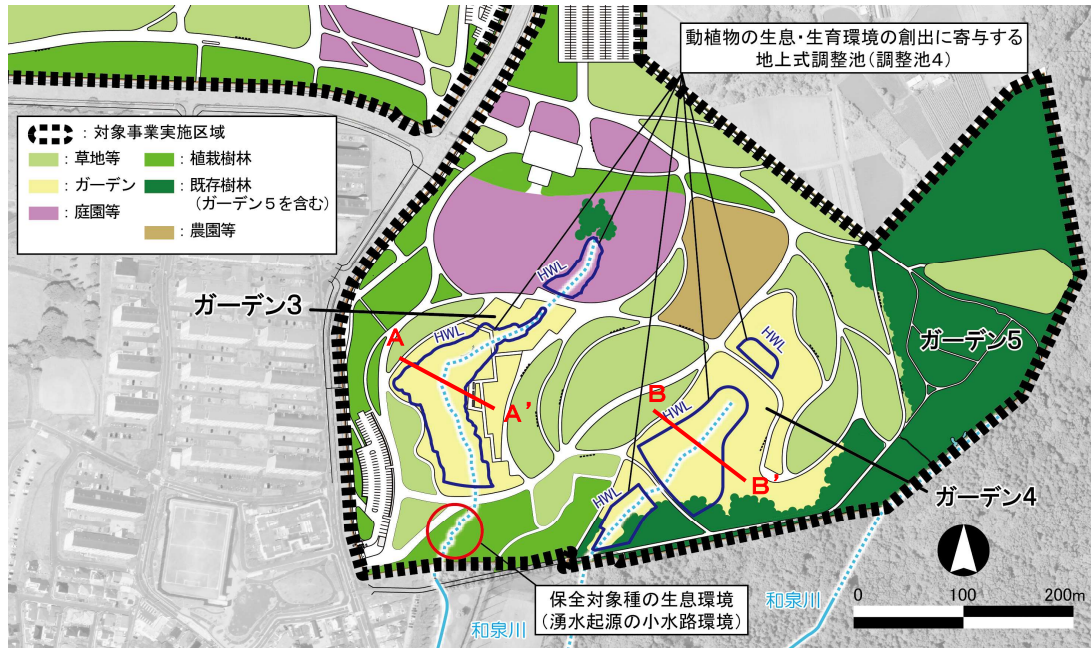 動植物の生息・生育環境の創出に寄与する
地上式調整池(調整池4)
：対象事業実施区域
：草地等
：植栽樹林
：ガーデン
：既存樹林
(ガーデン5を含む)
：庭園等
：農園等
HWL
ガーデン3
HWL
A
A'
HWL
ガーデン5
B
HWL
B'
HWL
ガーデン4
保全対象種の生息環境
(湧水起源の小水路環境)
和泉川
和泉川
0
100
200m